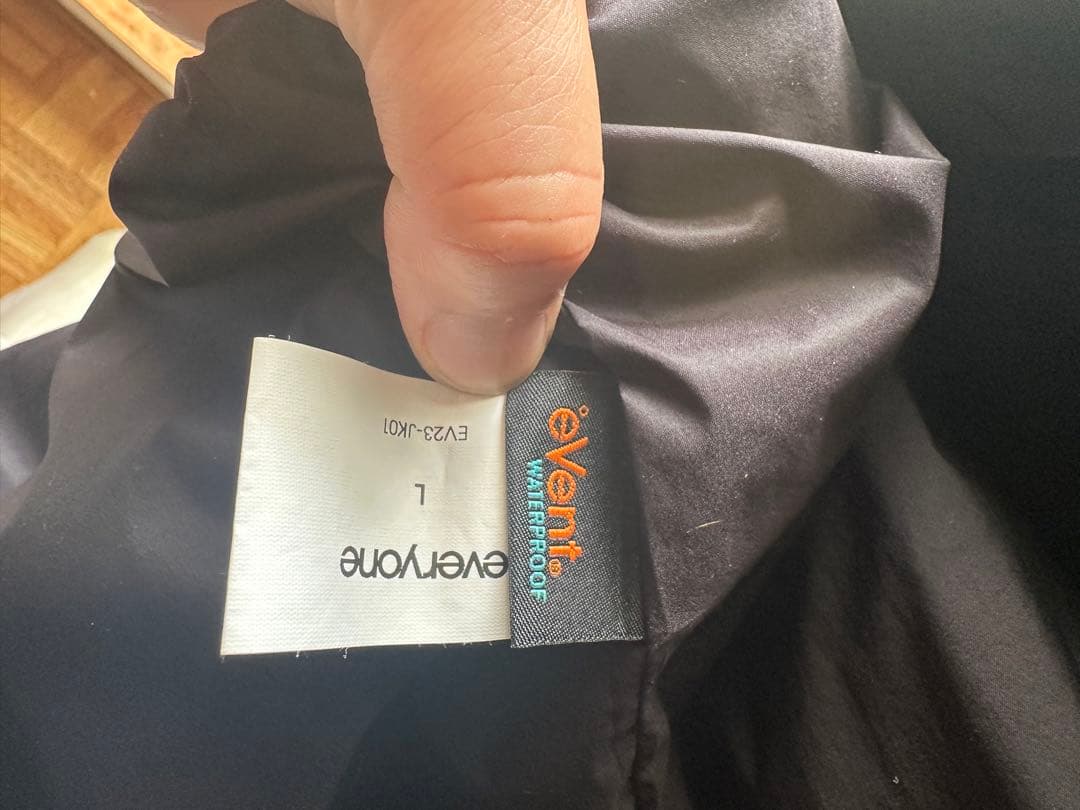 everyone
L
EV23-JK01
eVent®
WATERPROOF